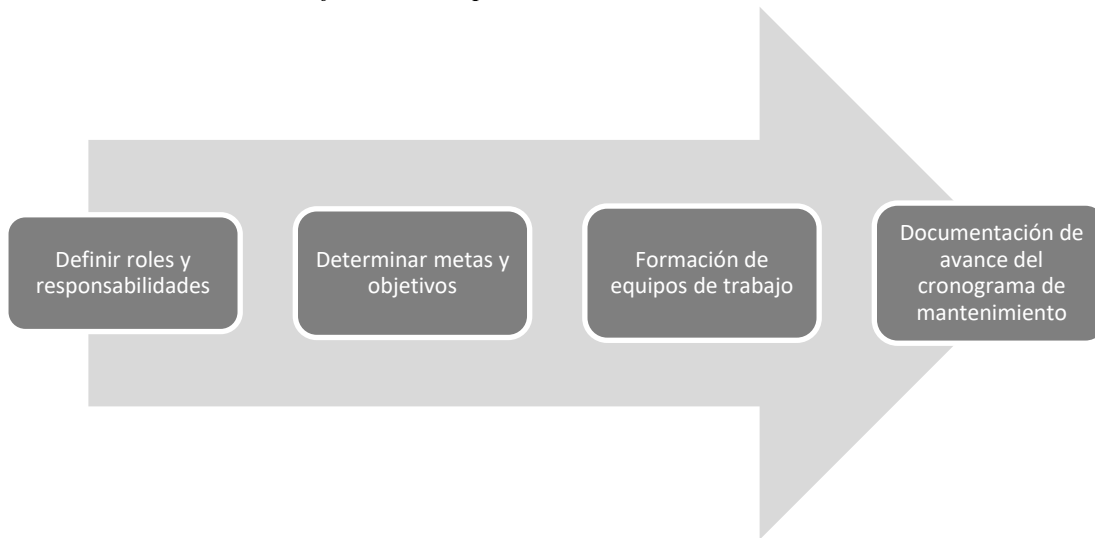 Definir roles y
responsabilidades
Determinar metas y
objetivos
Formación de
equipos de trabajo
Documentación de
avance del
cronograma de
mantenimiento